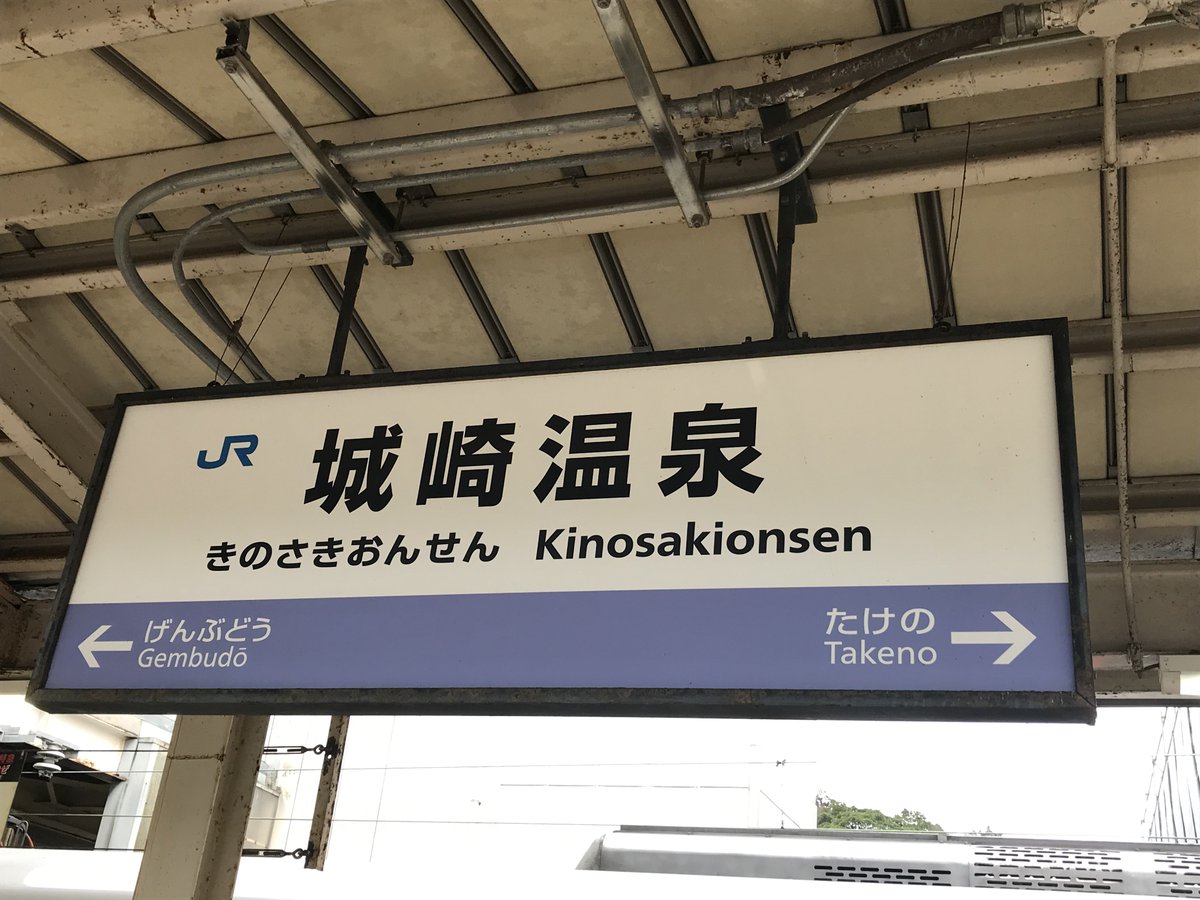 JR 城崎温泉
きのさきおんせん Kinosakionsen
げんぶどう
Gembudō
たけの
Takeno